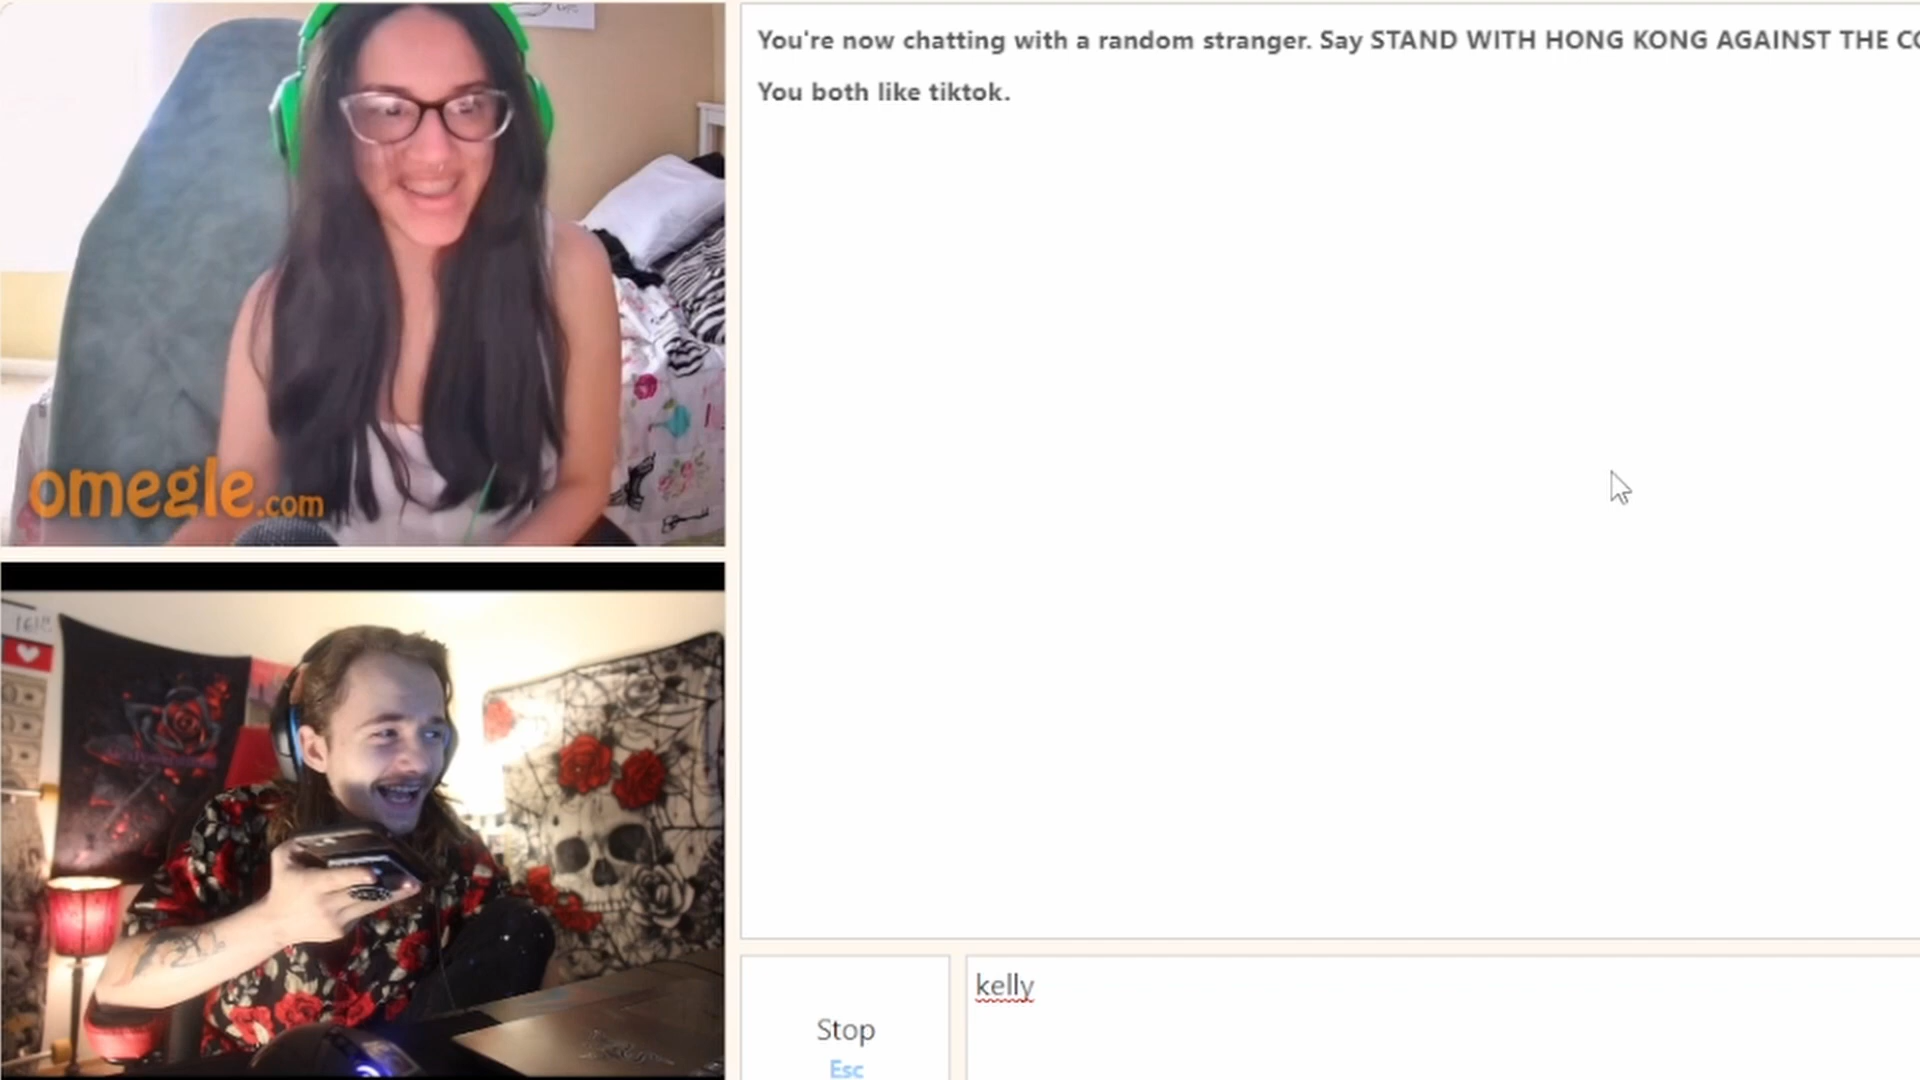 You're now chatting with a random stranger. Say STAND WITH HONG KONG AGAINST THE
You both like tiktok.
omegle.com
kelly
Stop
Esc